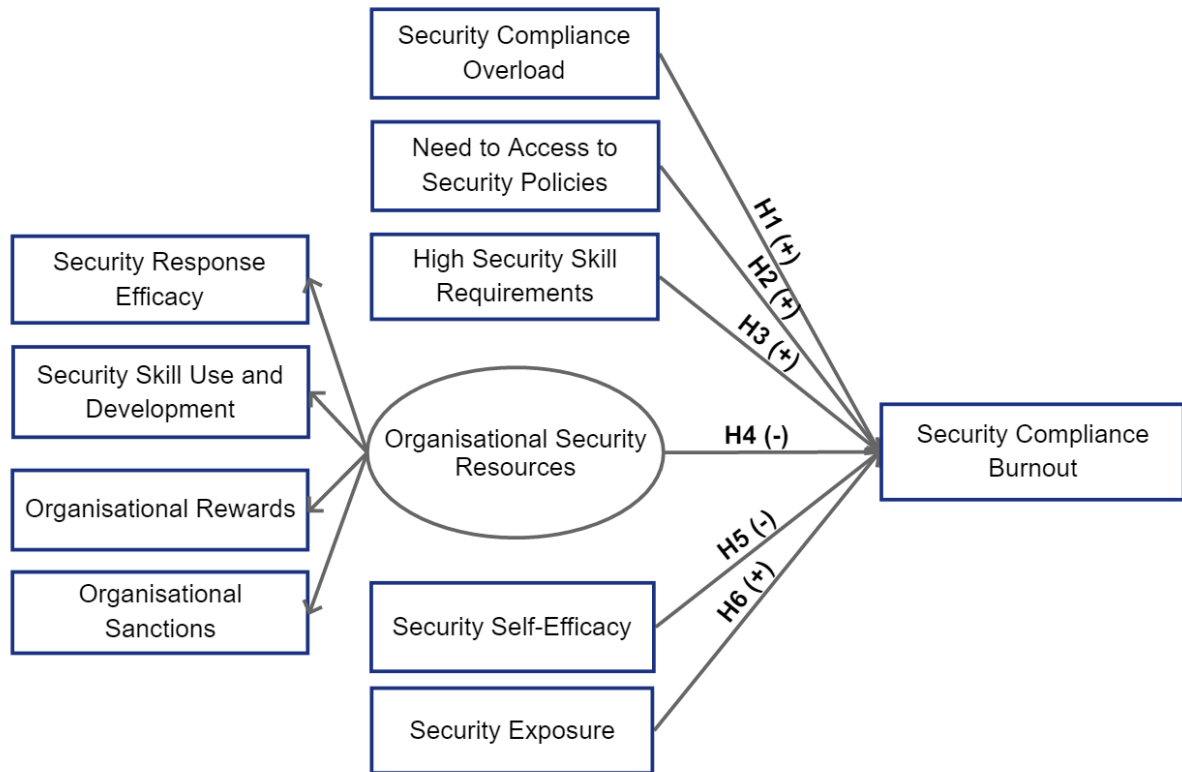 Security Compliance
Overload
Need to Access to
Security Policies
High Security Skill
Requirements
Security Response
Efficacy
Security Skill Use and
Development
Organisational Rewards
Organisational
Sanctions
Organisational Security
Resources
Security Self-Efficacy
Security Exposure
H1 (+)
H2 (+)
H3 (+)
H4 (-)
H5 (-)
H6 (+)
Security Compliance
Burnout